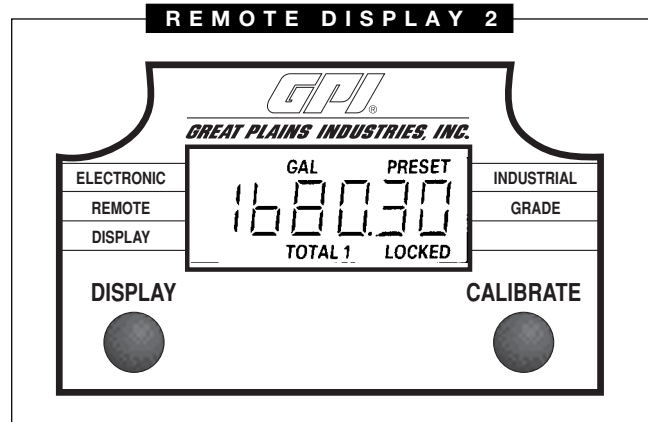 REMOTE DISPLAY 2
GPI®
GREAT PLAINS INDUSTRIES, INC.
ELECTRONIC
REMOTE
DISPLAY
GAL PRESET
1680.30
TOTAL 1 LOCKED
INDUSTRIAL
GRADE
DISPLAY
CALIBRATE